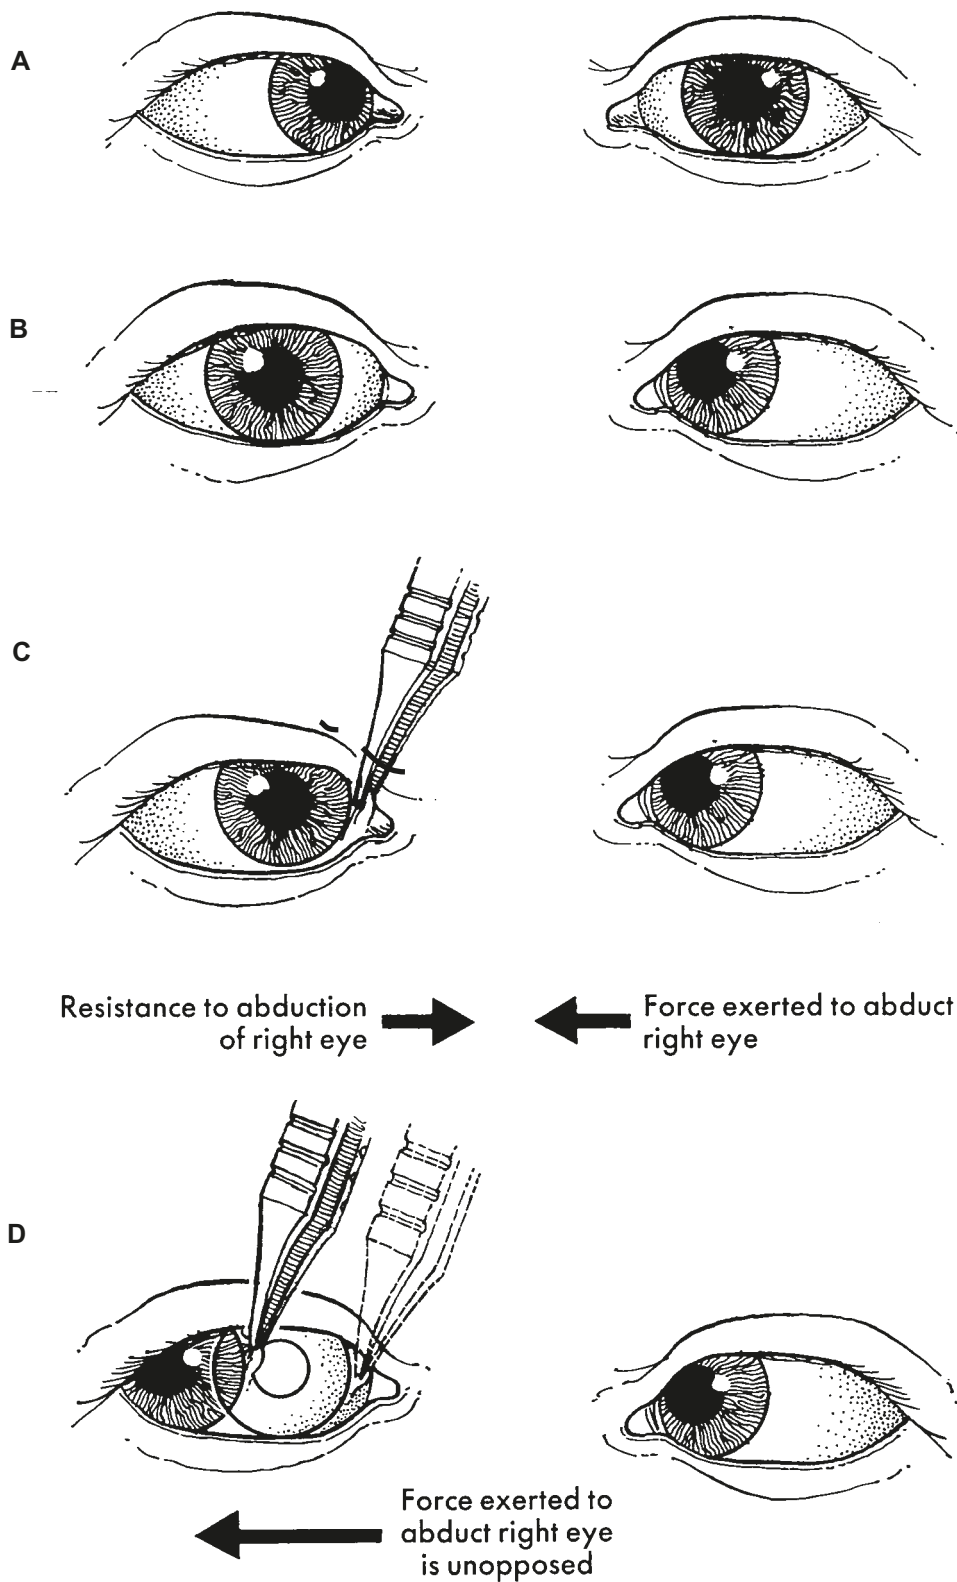 A
B
C
Resistance to abduction
of right eye
Force exerted to abduct
right eye
D
Force exerted to
abduct right eye
is unopposed